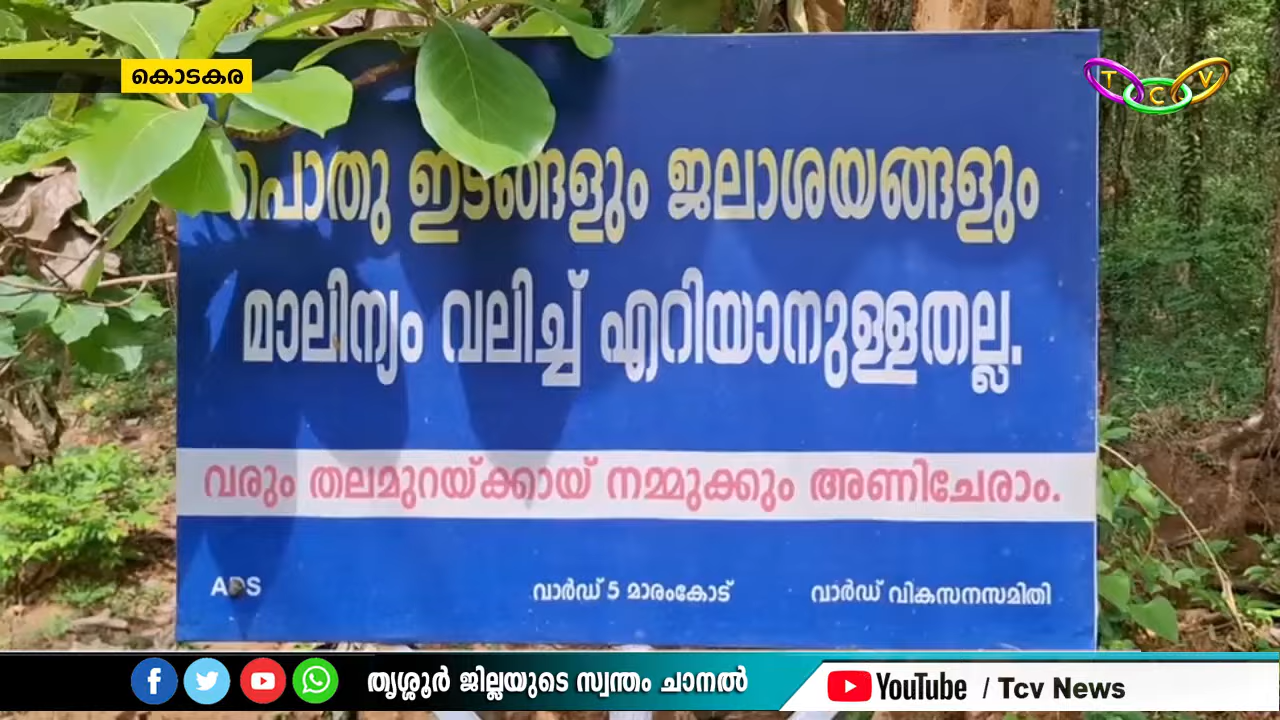 കൊടകര
TCV
പൊതു ഇടങ്ങളും ജലാശയങ്ങളും
മാലിന്യം വലിച്ച് എറിയാനുള്ളതല്ല.
വരും തലമുറയ്ക്കായ് നമ്മുക്കും അണിചേരാം.
ADS വാർഡ് 5 മാരംകോട് വാർഡ് വികസനസമിതി
തൃശ്ശൂർ ജില്ലയുടെ സ്വന്തം ചാനൽ YouTube / Tcv News